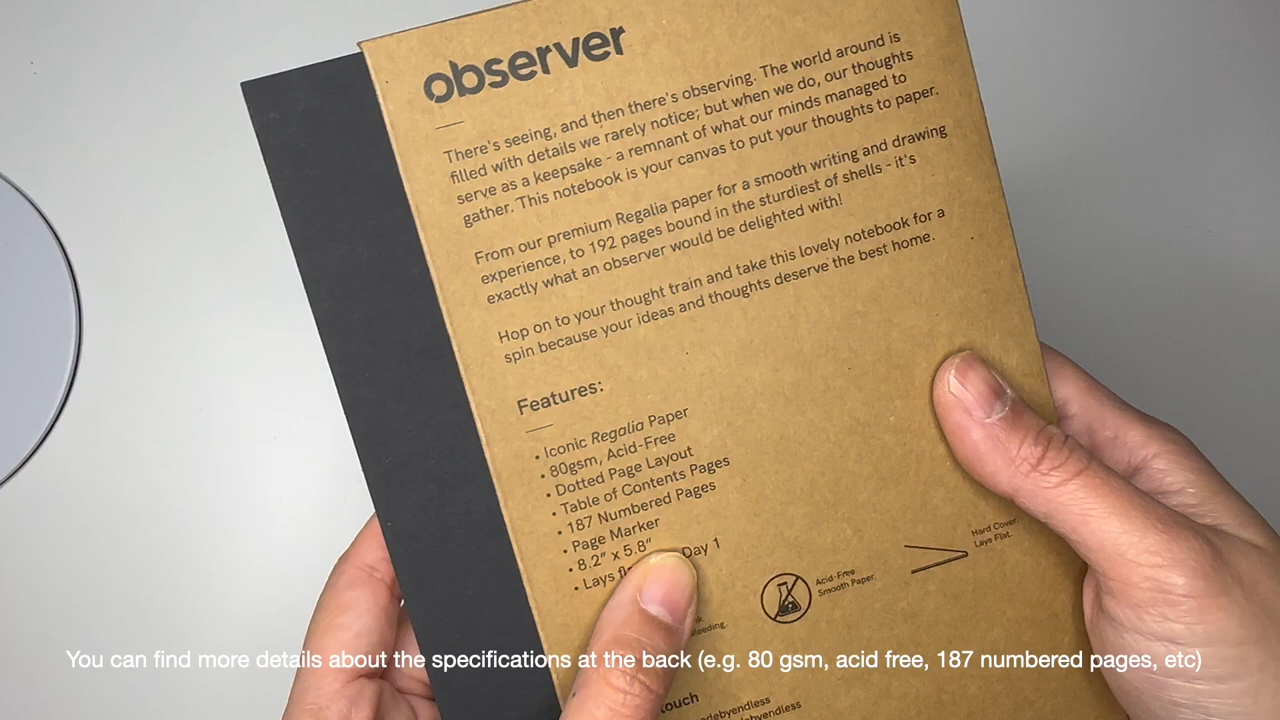 observer
There's seeing, and then there's observing. The world around is
filled with details we rarely notice; but when we do, our thoughts
serve as a keepsake - a remnant of what our minds managed to
gather. This notebook is your canvas to put your thoughts to paper.
From our premium Regalia paper for a smooth writing and drawing
experience, to 192 pages bound in the sturdiest of shells - it's
exactly what an observer would be delighted with!
Hop on to your thought train and take this lovely notebook for a
spin because your ideas and thoughts deserve the best home.
Features:
• Iconic Regalia Paper
• 80gsm, Acid-Free
• Dotted Page Layout
• Table of Contents Pages
• 187 Numbered Pages
• Page Marker
• 8.2" x 5.8"
• Lays Day 1
Acid-Free
Smooth Paper.
Hard Cover.
Lays Flat.
You can find more details about the specifications at the back (e.g. 80 gsm, acid free, 187 numbered pages, etc)